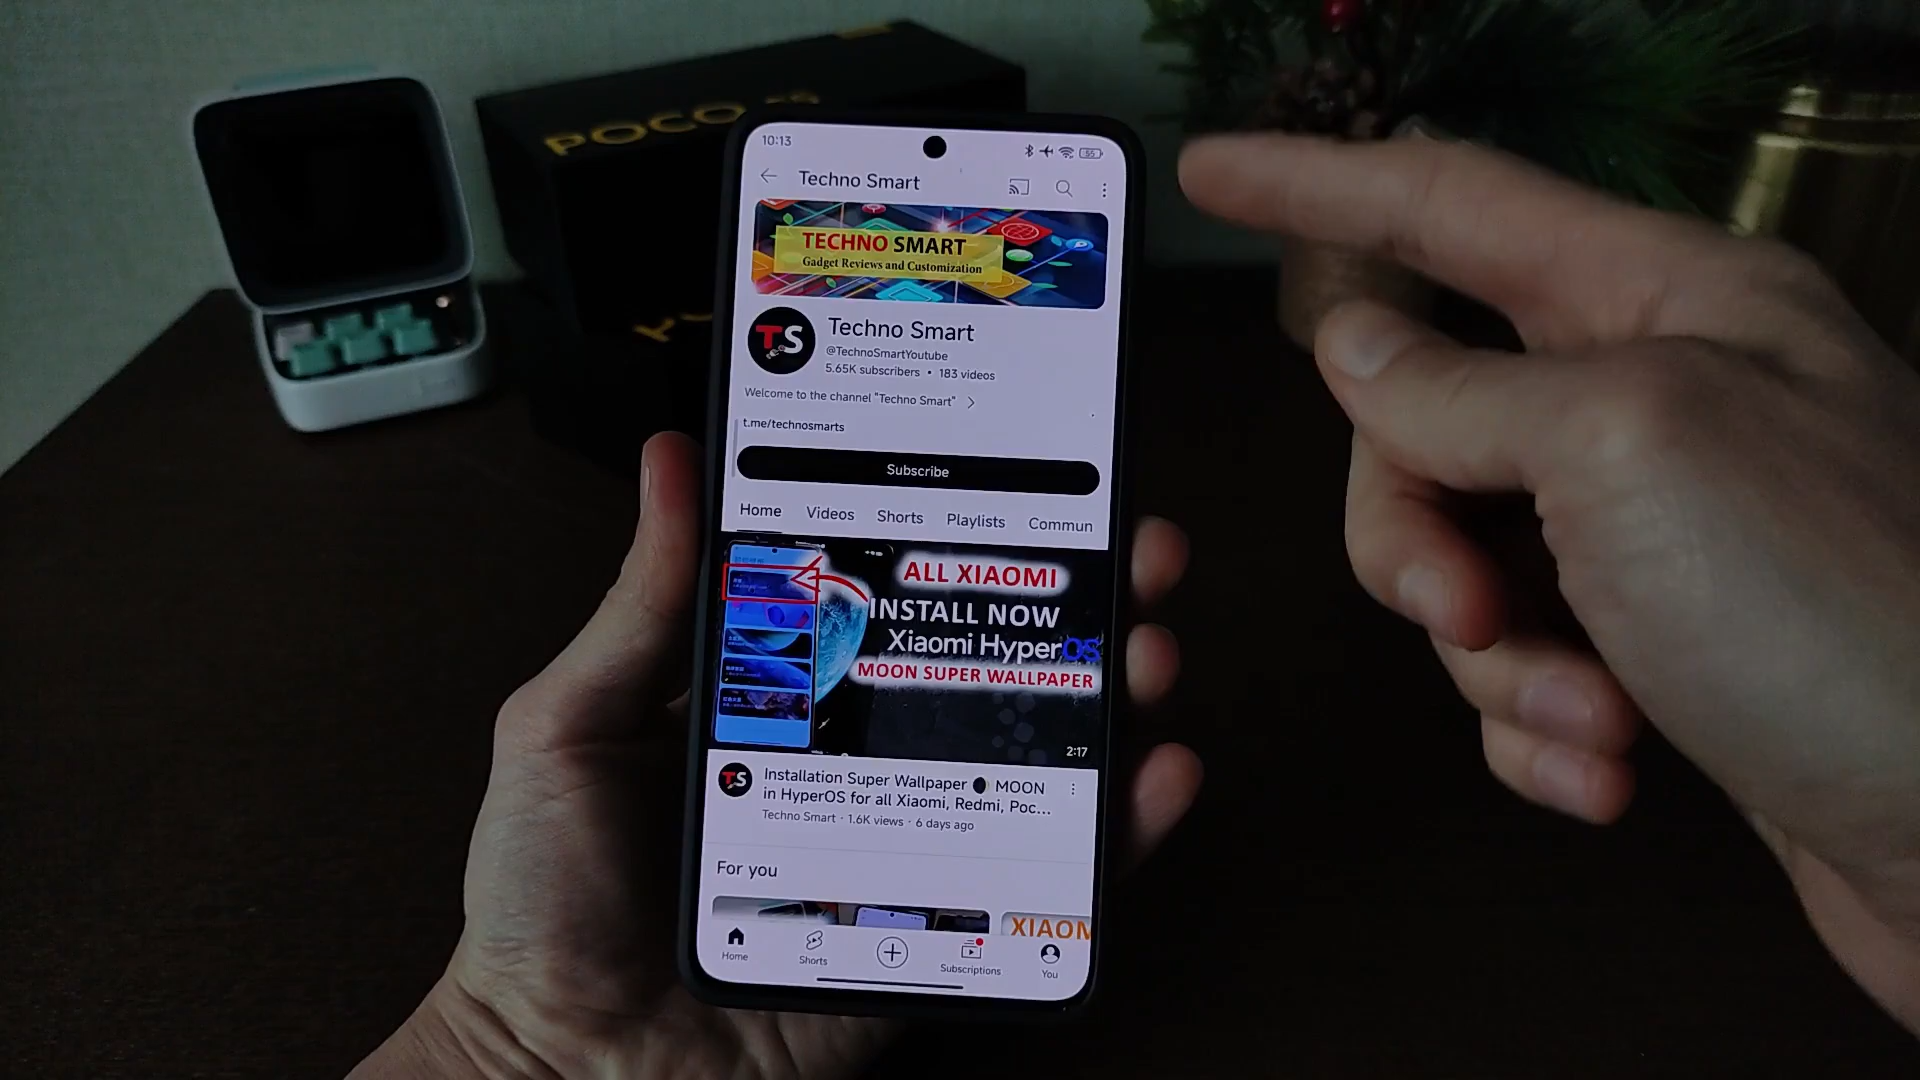 POCO
10:13
55
Techno Smart
TECHNO SMART
Gadget Reviews and Customization
TS
Techno Smart
@TechnoSmartYoutube
5.65K subscribers • 183 videos
Welcome to the channel "Techno Smart"
t.me/technosmarts
Subscribe
Home Videos Shorts Playlists Commun
ALL XIAOMI
INSTALL NOW
Xiaomi HyperOS
MOON SUPER WALLPAPER
2:17
TS
Installation Super Wallpaper 🌒 MOON
in HyperOS for all Xiaomi, Redmi, Poc...
Techno Smart · 1.6K views · 6 days ago
For you
XIAOM
Home Shorts Subscriptions You